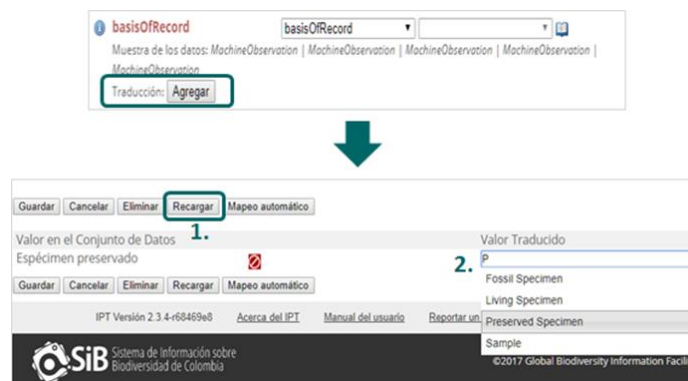 basisOfRecord basisOfRecord
Muestra de los datos: MachineObservation | MachineObservation | MachineObservation | MachineObservation |
MachineObservation
Traducción: Agregar
Guardar Cancelar Eliminar Recargar Mapeo automático
1.
Valor en el Conjunto de Datos Valor Traducido
Espécimen preservado 2. P
Fossil Specimen
Guardar Cancelar Eliminar Recargar Mapeo automático
Living Specimen
IPT Versión 2.3.4-r68469e8 Acerca del IPT Manual del usuario Reportar un
Preserved Specimen
Sample
SiB Sistema de Información sobre
Biodiversidad de Colombia
©2017 Global Biodiversity Information Facili